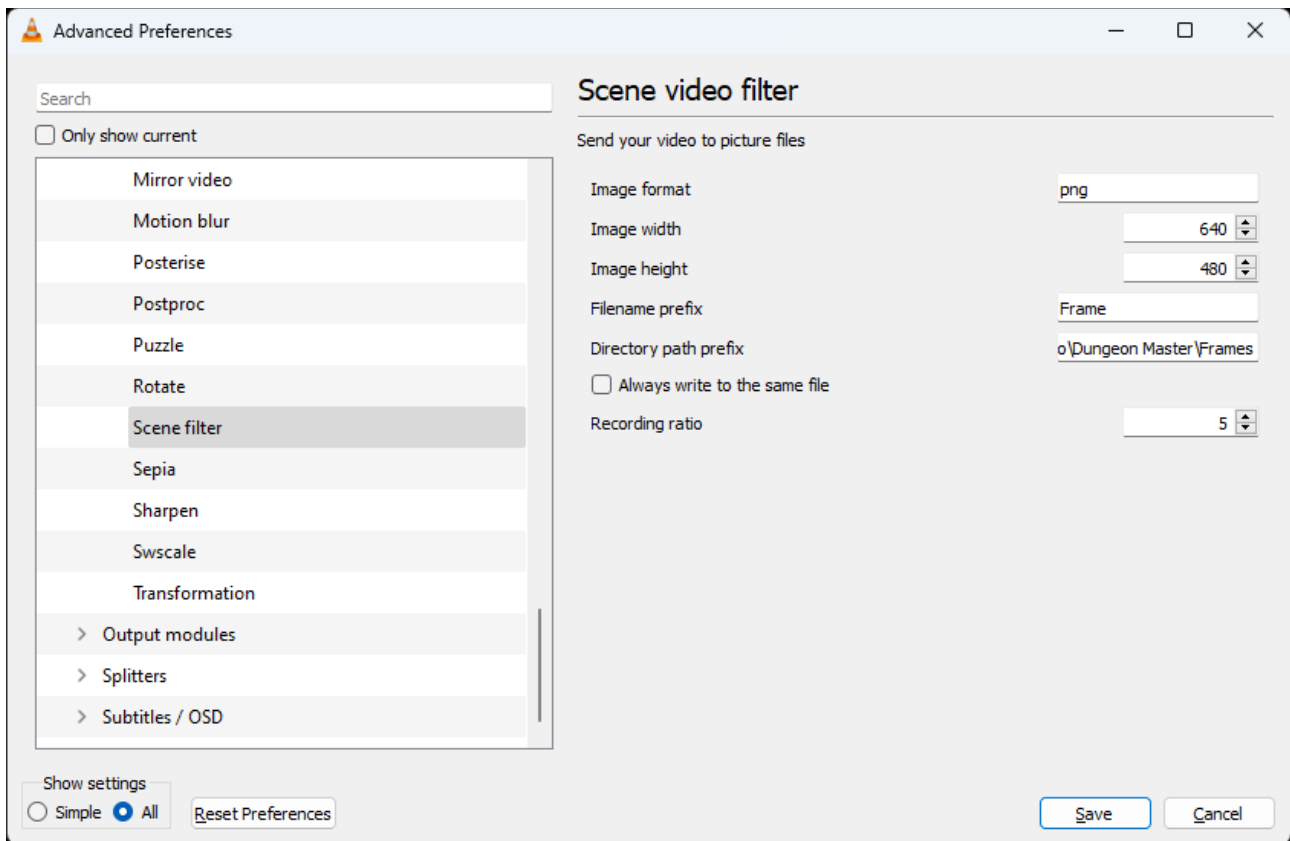 Advanced Preferences
Search
Only show current
Mirror video
Motion blur
Posterise
Postproc
Puzzle
Rotate
Scene filter
Sepia
Sharpen
Swscale
Transformation
Output modules
Splitters
Subtitles / OSD
Show settings
Simple All
Reset Preferences
Scene video filter
Send your video to picture files
Image format png
Image width 640
Image height 480
Filename prefix Frame
Directory path prefix o\Dungeon Master\Frames
Always write to the same file
Recording ratio 5
Save Cancel